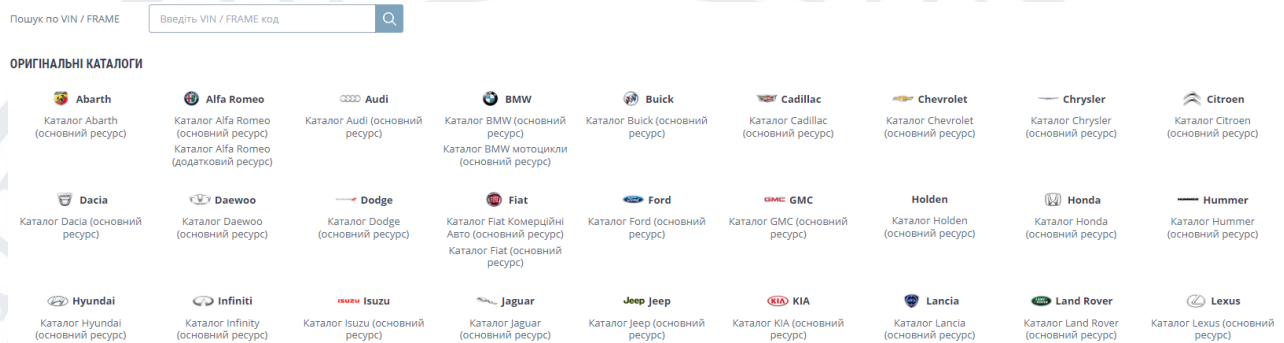 Пошук по VIN / FRAME
Введіть VIN / FRAME код
ОРИГІНАЛЬНІ КАТАЛОГИ
Abarth
Каталог Abarth
(основний ресурс)
Alfa Romeo
Каталог Alfa Romeo
(основний ресурс)
Каталог Alfa Romeo
(додатковий ресурс)
Audi
Каталог Audi (основний
ресурс)
BMW
Каталог BMW (основний
ресурс)
Каталог BMW мотоцикли
(основний ресурс)
Buick
Каталог Buick (основний
ресурс)
Cadillac
Каталог Cadillac
(основний ресурс)
Chevrolet
Каталог Chevrolet
(основний ресурс)
Chrysler
Каталог Chrysler
(основний ресурс)
Citroen
Каталог Citroen
(основний ресурс)
Dacia
Каталог Dacia (основний
ресурс)
Daewoo
Каталог Daewoo
(основний ресурс)
Dodge
Каталог Dodge
(основний ресурс)
Fiat
Каталог Fiat Комерційні
Авто (основний ресурс)
Каталог Fiat (основний
ресурс)
Ford
Каталог Ford (основний
ресурс)
GMC GMC
Каталог GMC (основний
ресурс)
Holden
Каталог Holden
(основний ресурс)
Honda
Каталог Honda
(основний ресурс)
HUMMER Hummer
Каталог Hummer
(основний ресурс)
Hyundai
Каталог Hyundai
(основний ресурс)
Infiniti
Каталог Infinity
(основний ресурс)
ISUZU Isuzu
Каталог Isuzu (основний
ресурс)
Jaguar
Каталог Jaguar
(основний ресурс)
Jeep Jeep
Каталог Jeep (основний
ресурс)
KIA KIA
Каталог KIA (основний
ресурс)
Lancia
Каталог Lancia
(основний ресурс)
Land Rover
Каталог Land Rover
(основний ресурс)
Lexus
Каталог Lexus (основний
ресурс)